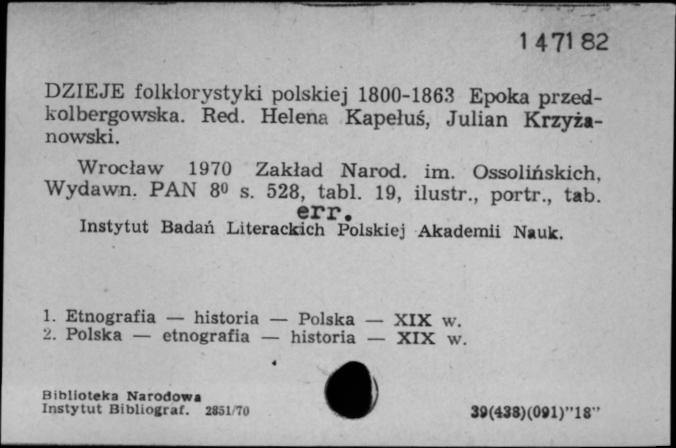 147182
DZIEJE folklorystyki polskiej 1800-1863 Epoka przed-
kolbergowska. Red. Helena Kapełuś, Julian Krzyża-
nowski.
Wrocław 1970 Zakład Narod. im. Ossolińskich,
Wydawn. PAN 8⁰ s. 528, tabl. 19, ilustr., portr., tab.
err.
Instytut Badań Literackich Polskiej Akademii Nauk.
1. Etnografia — historia — Polska — XIX w.
2. Polska — etnografia — historia — XIX w.
Biblioteka Narodowa
Instytut Bibliograf. 2851/70
39(438)(091)"18"